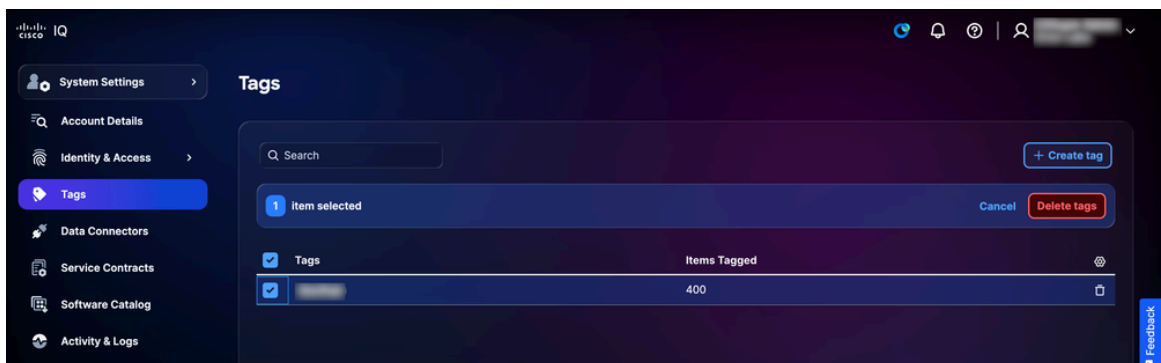 cisco IQ
System Settings
Tags
Account Details
Identity & Access
Search
+ Create tag
Tags
1 item selected
Cancel
Delete tags
Data Connectors
Tags
Items Tagged
Service Contracts
400
Software Catalog
Activity & Logs
Feedback